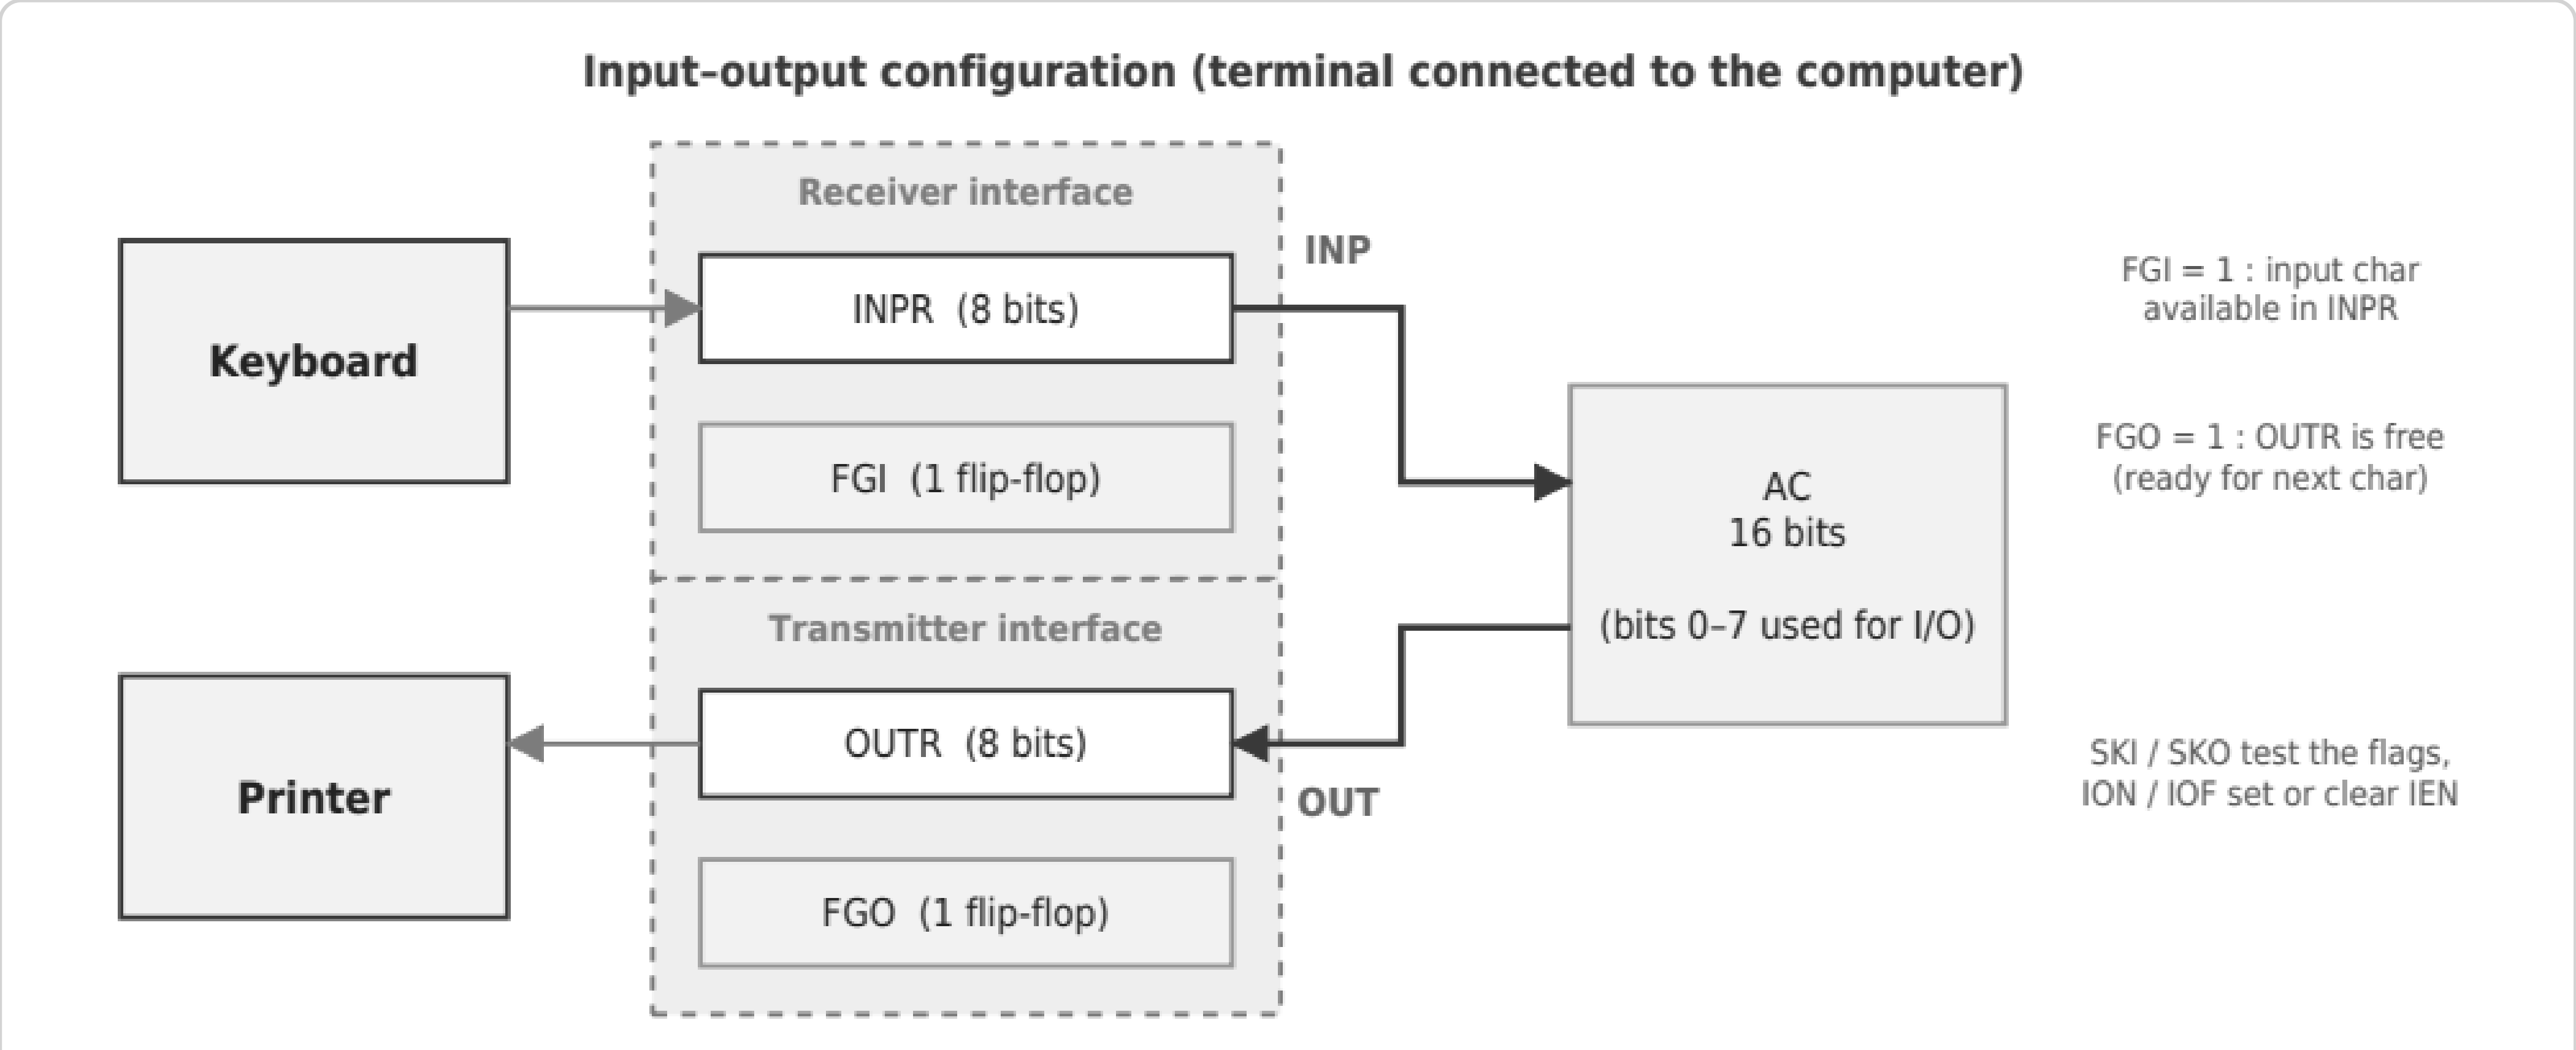 Input–output configuration (terminal connected to the computer)
Receiver interface
INP
INPR (8 bits)
FGI = 1 : input char
available in INPR
Keyboard
FGI (1 flip-flop)
FGO = 1 : OUTR is free
(ready for next char)
AC
16 bits
(bits 0–7 used for I/O)
Transmitter interface
OUTR (8 bits)
SKI / SKO test the flags,
ION / IOF set or clear IEN
Printer
OUT
FGO (1 flip-flop)